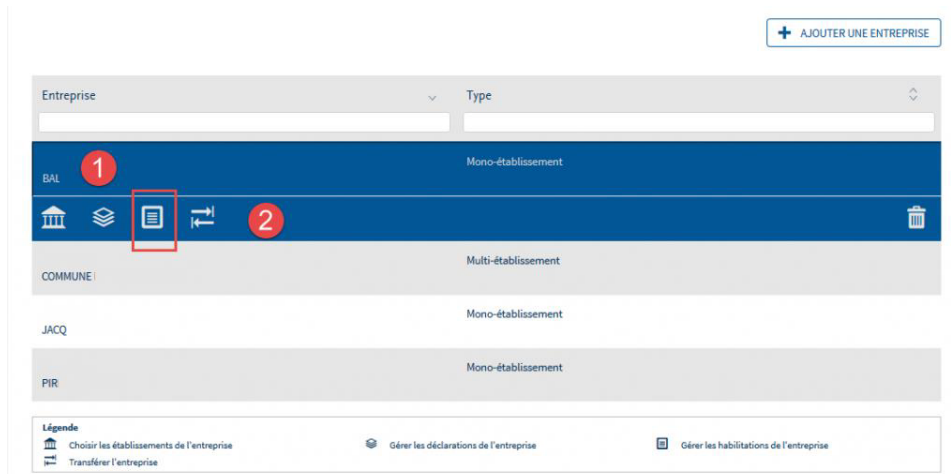 AJOUTER UNE ENTREPRISE
Entreprise Type
Mono-établissement
BAL 1
2
Multi-établissement
COMMUNE
Mono-établissement
JACQ
Mono-établissement
PIR
Légende
Choisir les établissements de l'entreprise Gérer les déclarations de l'entreprise Gérer les habilitations de l'entreprise
Transférer l'entreprise